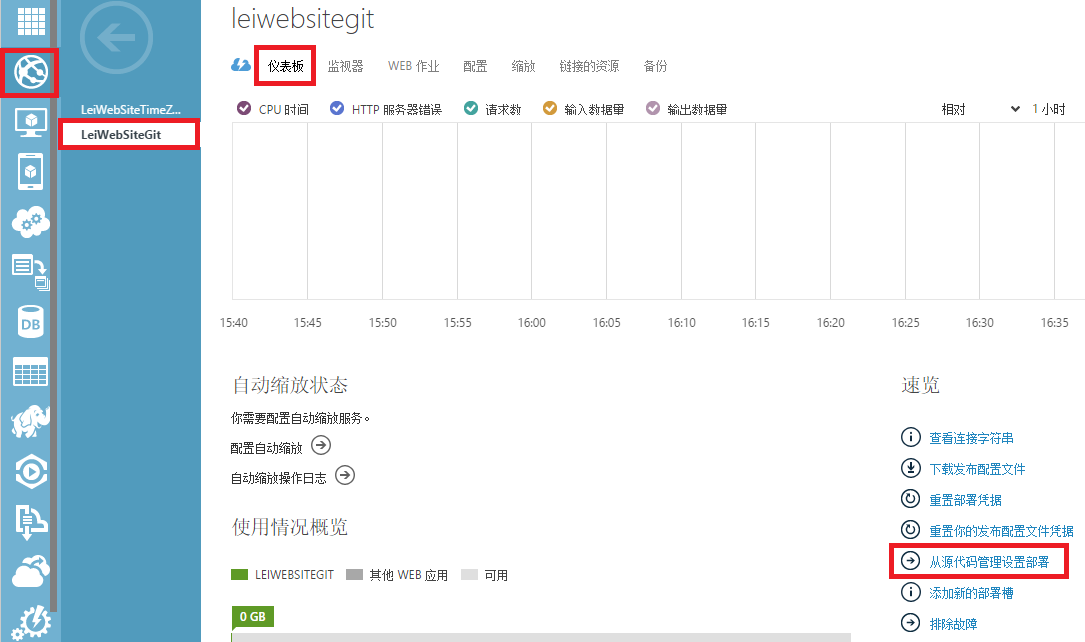 leiwebsitegit
仪表板 监视器 WEB 作业 配置 缩放 链接的资源 备份
LeiWebSiteTimeZ...
LeiWebSiteGit
CPU 时间 HTTP 服务器错误 请求数 输入数据量 输出数据量 相对 1 小时
15:40 15:45 15:50 15:55 16:00 16:05 16:10 16:15 16:20 16:25 16:30 16:35
DB
自动缩放状态
你需要配置自动缩放服务。
配置自动缩放
自动缩放操作日志
使用情况概览
LEIWEBSITEGIT 其他 WEB 应用 可用
0 GB
速览
查看连接字符串
下载发布配置文件
重置部署凭据
重置你的发布配置文件凭据
从源代码管理设置部署
添加新的部署槽
排除故障